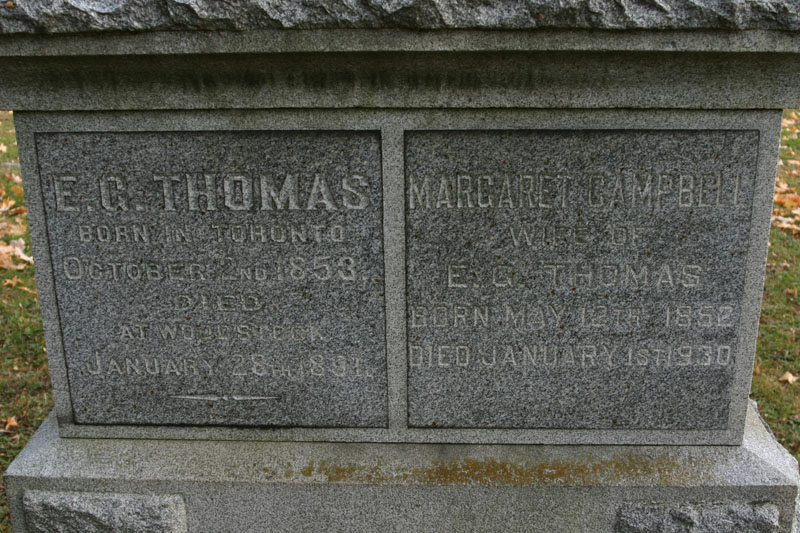 E. G. THOMAS
BORN IN TORONTO
OCTOBER 2ND. 1853.
DIED
AT WOODSTOCK
JANUARY 28TH, 1891.
MARGARET CAMPBELL
WIFE OF
E. G. THOMAS
BORN MAY 12TH 1852
DIED JANUARY 1ST 1930